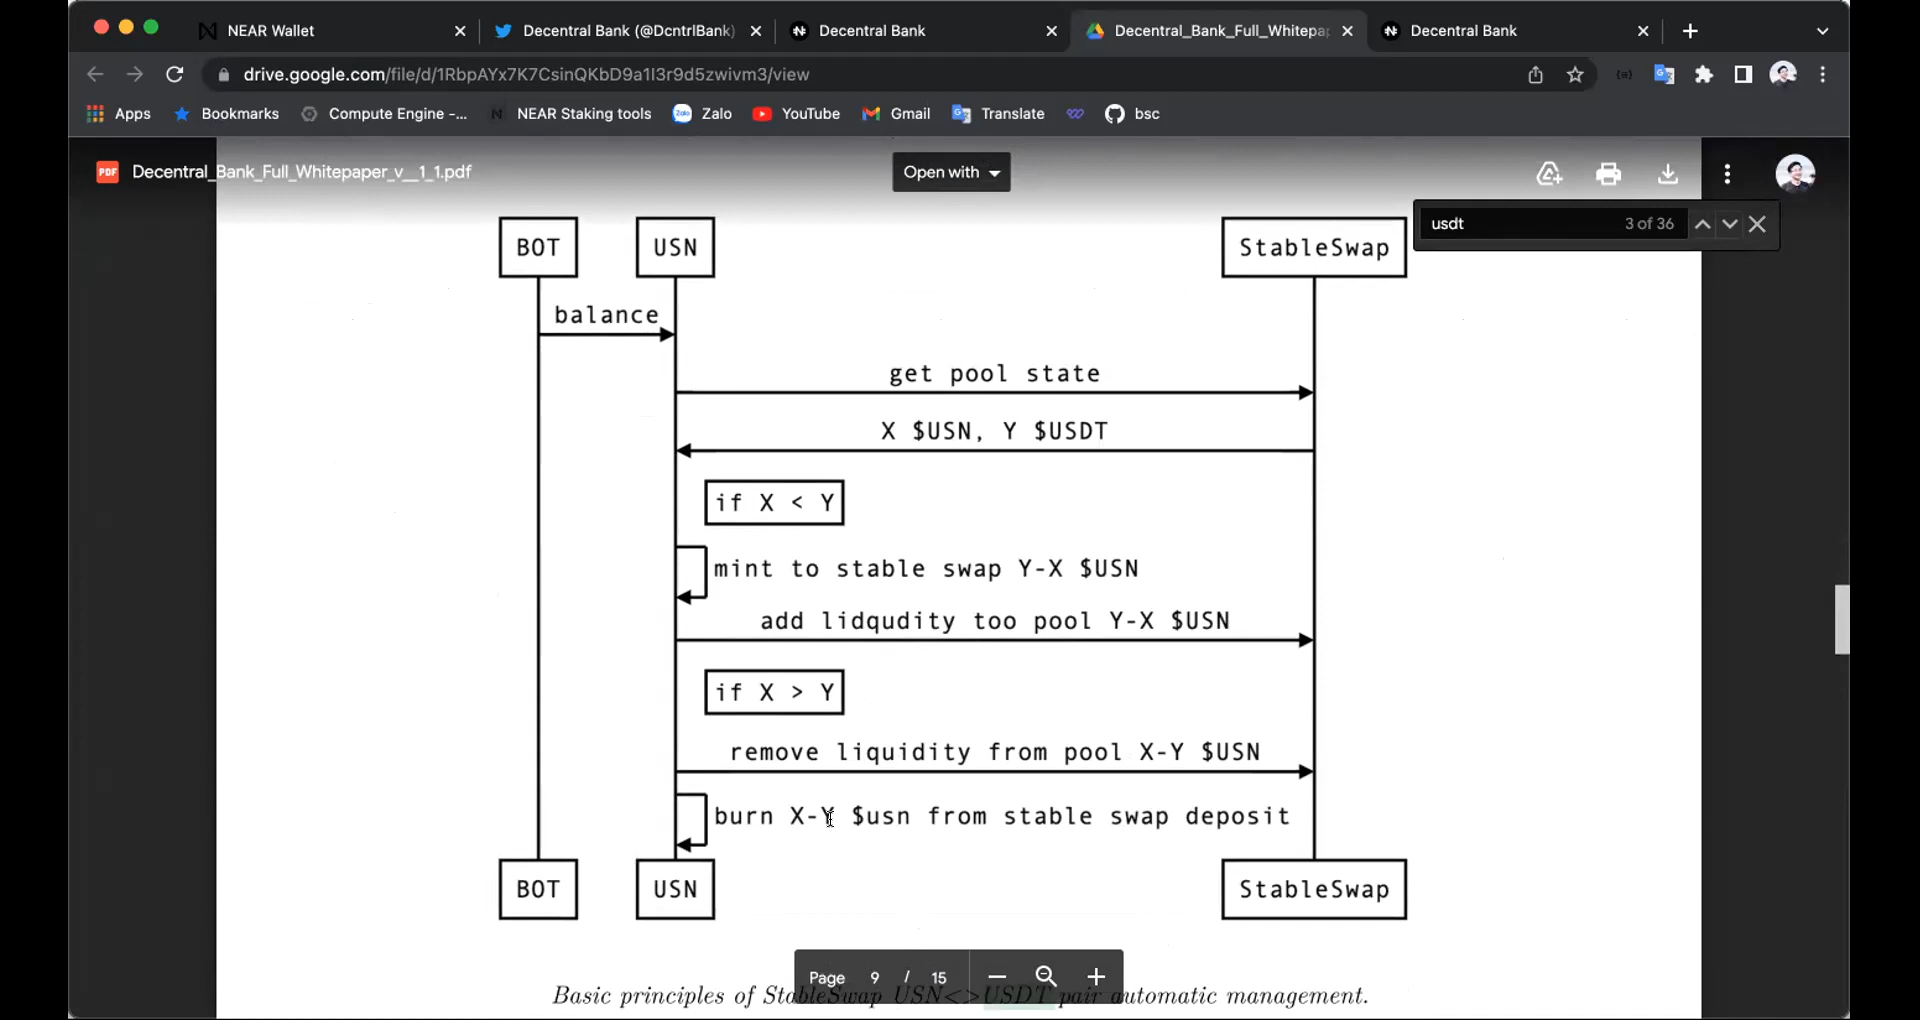 NEAR Wallet
Decentral Bank (@DcntrlBank)
Decentral Bank
Decentral_Bank_Full_Whitepap
Decentral Bank
drive.google.com/file/d/1RbpAYx7K7CsinQKbD9a1I3r9d5zwivm3/view
Apps
Bookmarks
Compute Engine -...
NEAR Staking tools
Zalo
YouTube
Gmail
Translate
bsc
PDF
Decentral_Bank_Full_Whitepaper_v__1_1.pdf
Open with
usdt
3 of 36
BOT
USN
StableSwap
balance
get pool state
X $USN, Y $USDT
if X < Y
mint to stable swap Y-X $USN
add lidqudity too pool Y-X $USN
if X > Y
remove liquidity from pool X-Y $USN
burn X-Y $usn from stable swap deposit
BOT
USN
StableSwap
Page 9 / 15
Basic principles of StableSwap USN<>USDT pair automatic management.